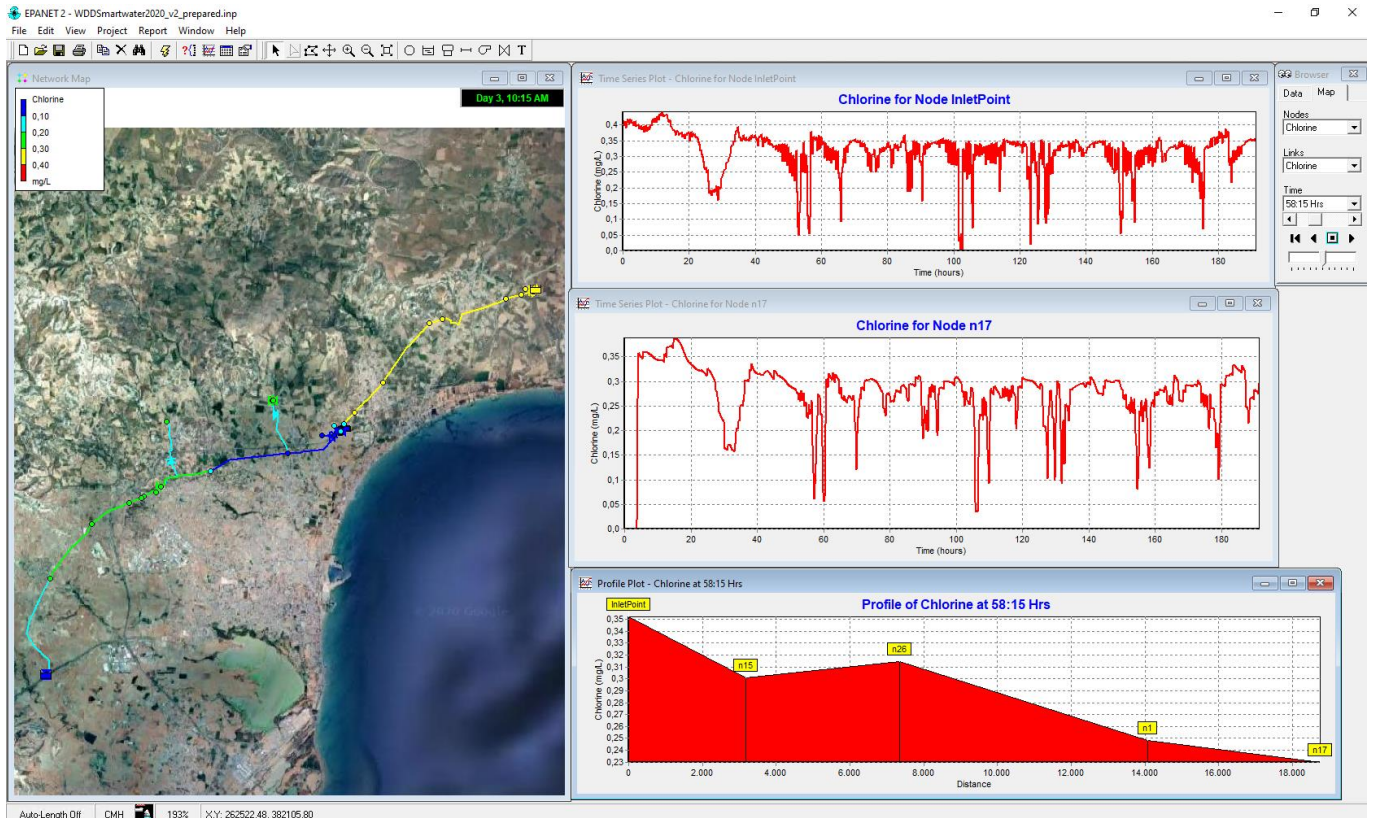 EPANET 2 - WDDSmartwater2020_v2_prepared.inp
File Edit View Project Report Window Help
T
Network Map
Chlorine
0,10
0,20
0,30
0,40
mg/L
Day 3, 10:15 AM
© 2020 Google
Time Series Plot - Chlorine for Node InletPoint
Chlorine for Node InletPoint
Chlorine (mg/L)
0,4
0,35
0,3
0,25
0,2
0,15
0,1
0,05
0,0
0 20 40 60 80 100 120 140 160 180
Time (hours)
Time Series Plot - Chlorine for Node n17
Chlorine for Node n17
Chlorine (mg/L)
0,35
0,3
0,25
0,2
0,15
0,1
0,05
0,0
0 20 40 60 80 100 120 140 160 180
Time (hours)
Profile Plot - Chlorine at 58:15 Hrs
Profile of Chlorine at 58:15 Hrs
InletPoint
n15
n26
n1
n17
Chlorine (mg/L)
0,35
0,34
0,33
0,32
0,31
0,3
0,29
0,28
0,27
0,26
0,25
0,24
0,23
0 2.000 4.000 6.000 8.000 10.000 12.000 14.000 16.000 18.000
Distance
Browser
Data Map
Nodes
Chlorine
Links
Chlorine
Time
58:15 Hrs
Auto-Length Off CMH 193% X,Y: 262522.48, 382105.80